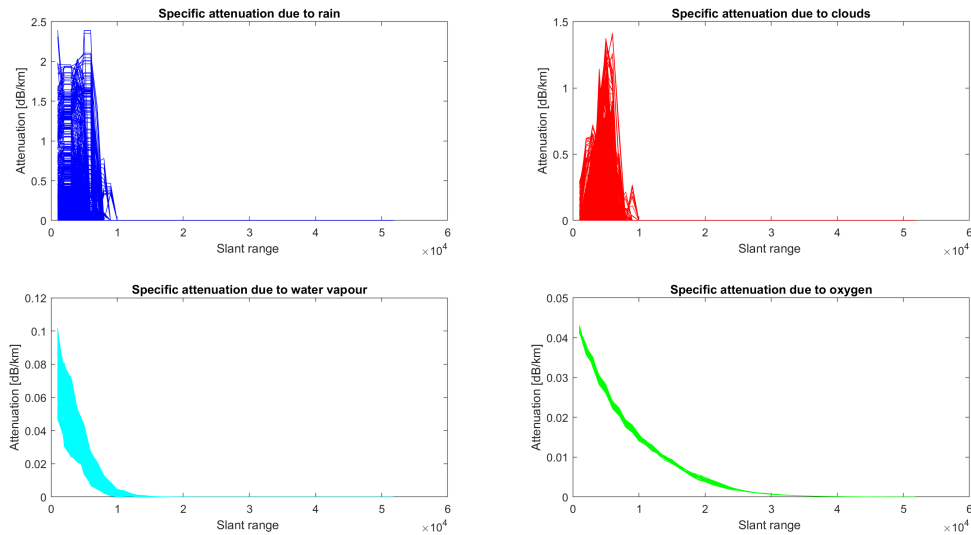 Specific attenuation due to rain
2.5
2
1.5
1
0.5
0
Attenuation [dB/km]
0 1 2 3 4 5 6
Slant range
×10^4
Specific attenuation due to clouds
1.5
1
0.5
0
Attenuation [dB/km]
0 1 2 3 4 5 6
Slant range
×10^4
Specific attenuation due to water vapour
0.12
0.1
0.08
0.06
0.04
0.02
0
Attenuation [dB/km]
0 1 2 3 4 5 6
Slant range
×10^4
Specific attenuation due to oxygen
0.05
0.04
0.03
0.02
0.01
0
Attenuation [dB/km]
0 1 2 3 4 5 6
Slant range
×10^4